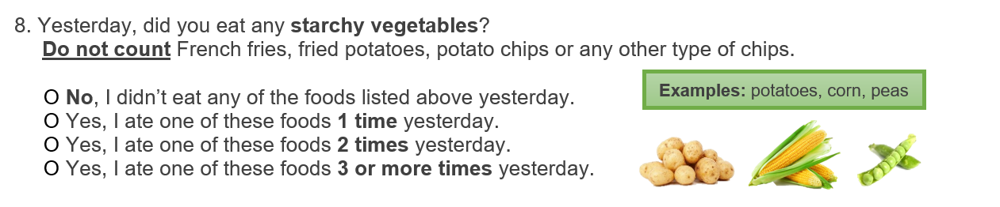 8. Yesterday, did you eat any starchy vegetables?
Do not count French fries, fried potatoes, potato chips or any other type of chips.
O No, I didn’t eat any of the foods listed above yesterday.
O Yes, I ate one of these foods 1 time yesterday.
O Yes, I ate one of these foods 2 times yesterday.
O Yes, I ate one of these foods 3 or more times yesterday.
Examples: potatoes, corn, peas